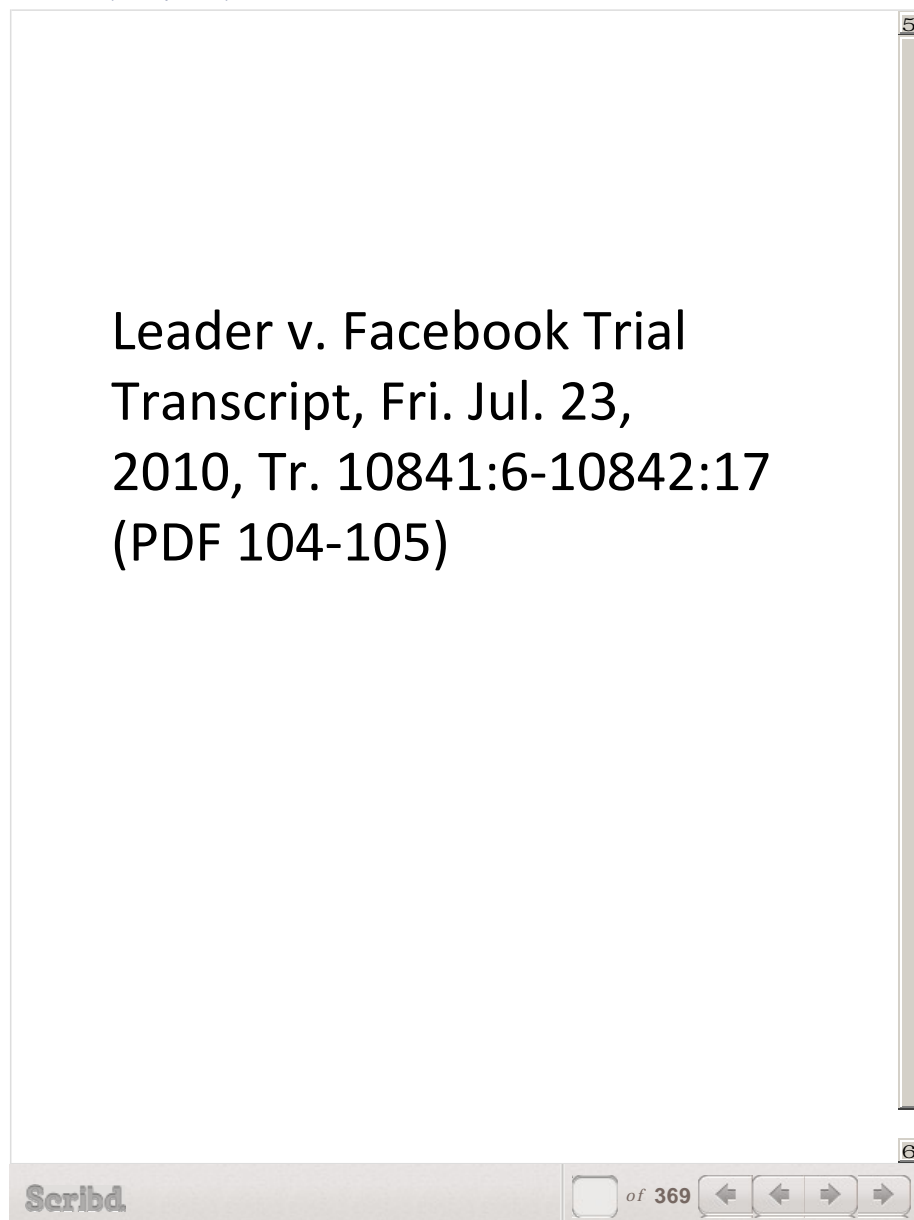 5
Leader v. Facebook Trial
Transcript, Fri. Jul. 23,
2010, Tr. 10841:6-10842:17
(PDF 104-105)
6
Scribd.
of 369